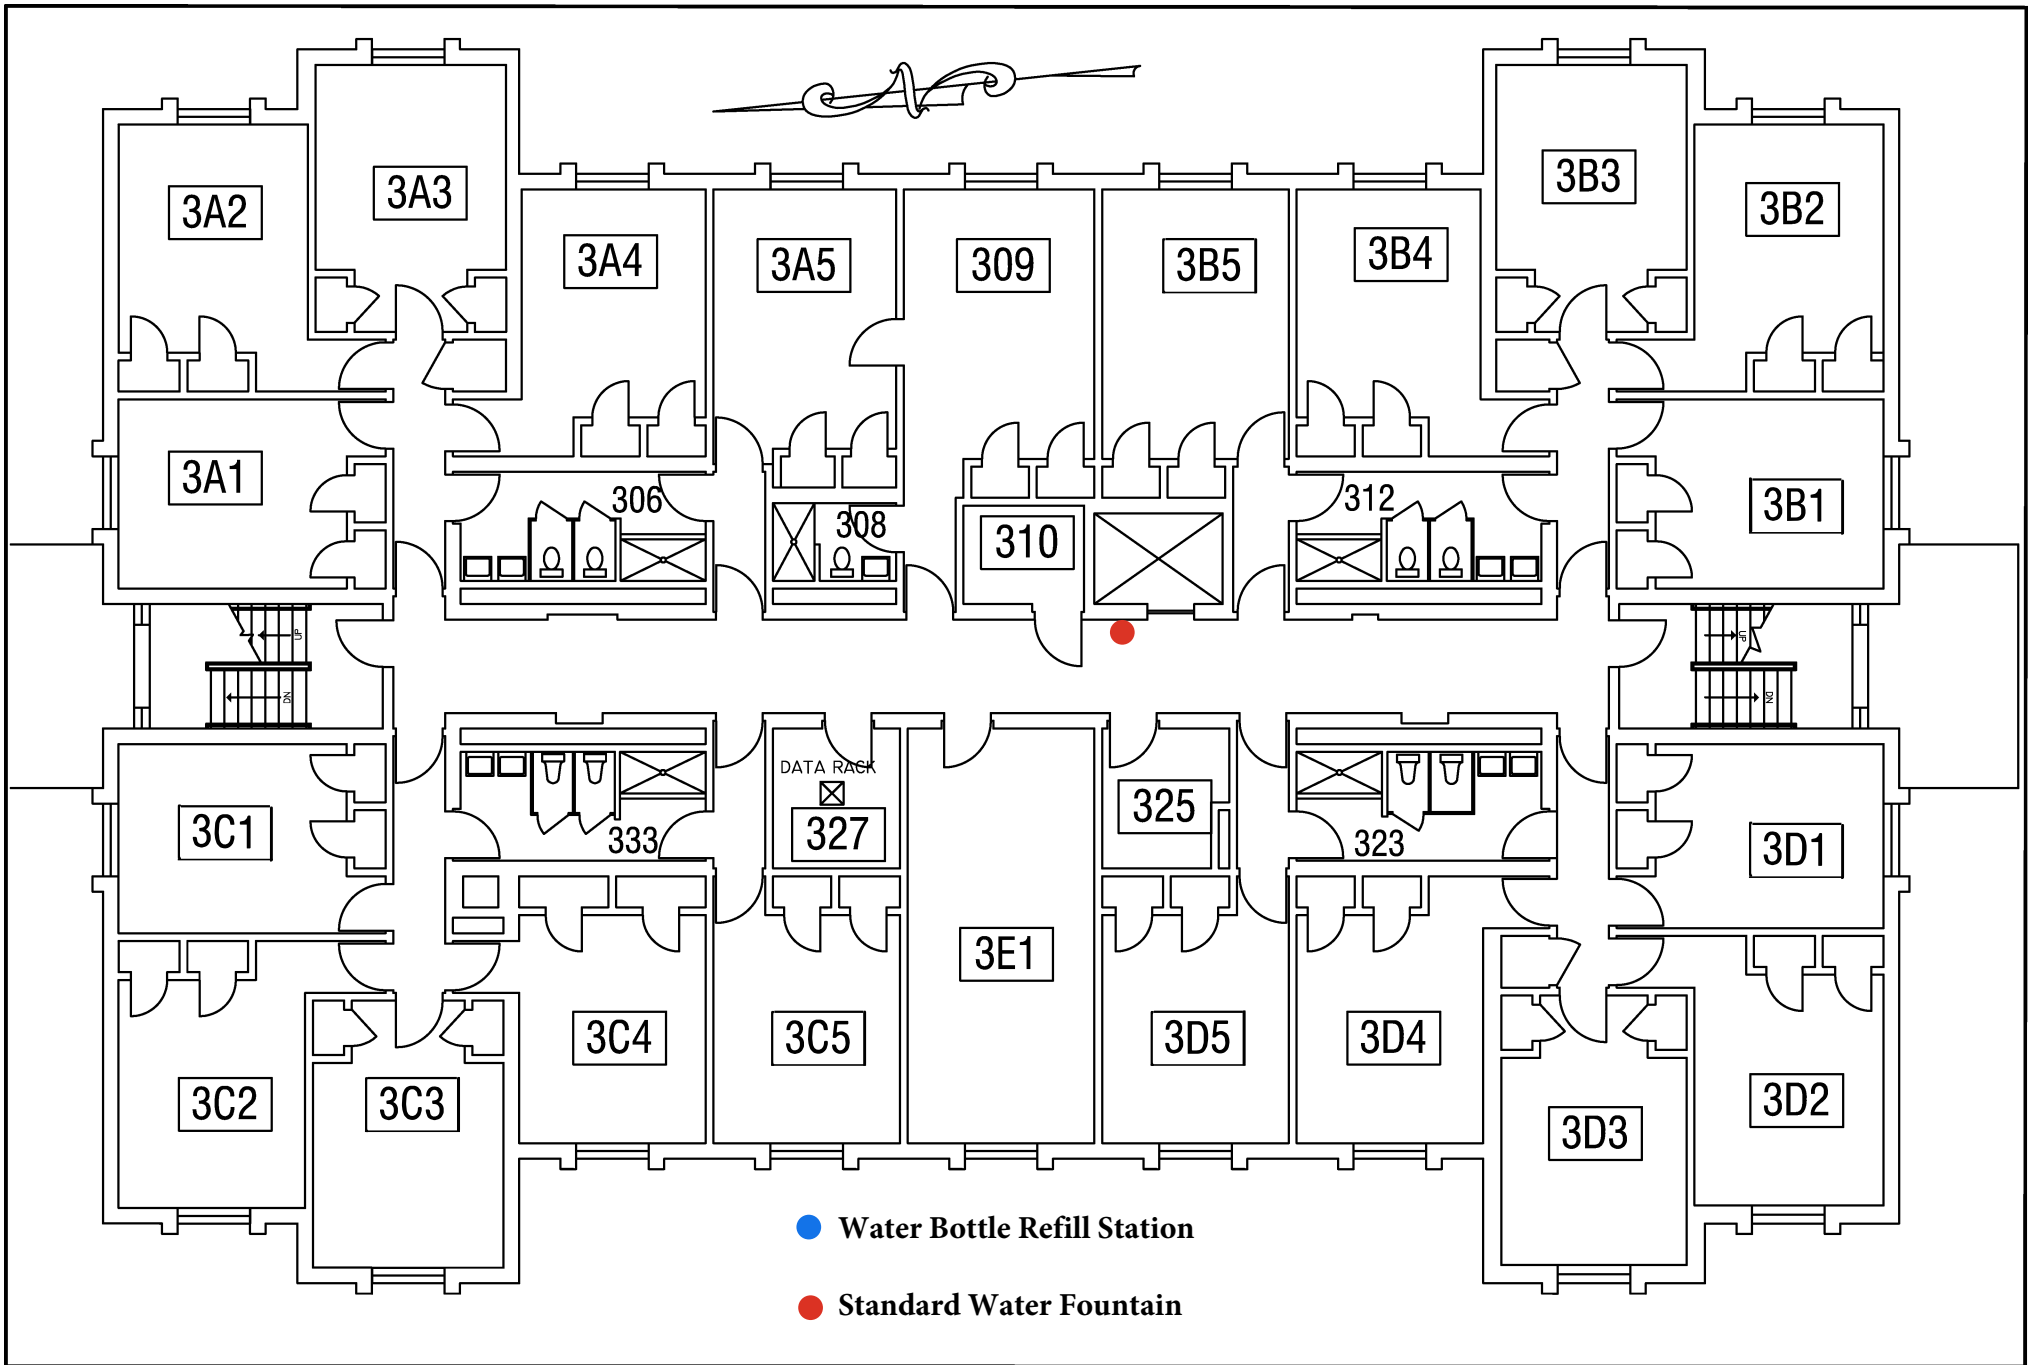 N
3A3
3B3
3A2
3B2
3A4
3A5
309
3B5
3B4
3A1
306
308
310
312
3B1
UP
UP
DN
DN
DATA RACK
3C1
333
327
325
323
3D1
3E1
3C4
3C5
3D5
3D4
3C2
3C3
3D3
3D2
Water Bottle Refill Station
Standard Water Fountain